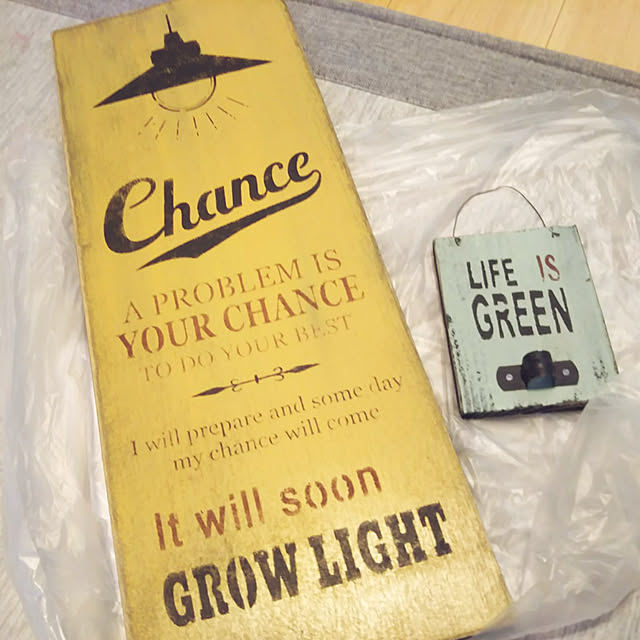 Chance
A PROBLEM IS
YOUR CHANCE
TO DO YOUR BEST
I will prepare and some day
my chance will come
It will soon
GROW LIGHT
LIFE IS
GREEN